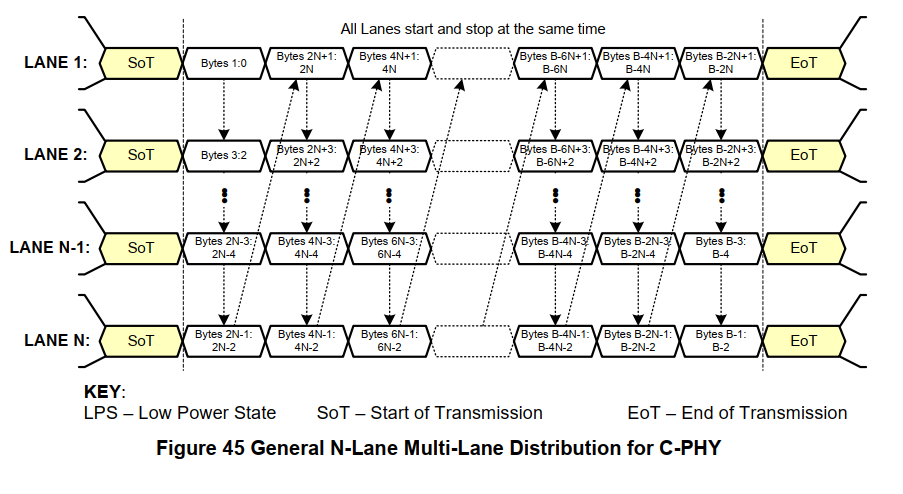 All Lanes start and stop at the same time
LANE 1:
SoT
Bytes 1:0
Bytes 2N+1:
2N
Bytes 4N+1:
4N
Bytes B-6N+1:
B-6N
Bytes B-4N+1:
B-4N
Bytes B-2N+1:
B-2N
EoT
LANE 2:
SoT
Bytes 3:2
Bytes 2N+3:
2N+2
Bytes 4N+3:
4N+2
Bytes B-6N+3:
B-6N+2
Bytes B-4N+3:
B-4N+2
Bytes B-2N+3:
B-2N+2
EoT
LANE N-1:
SoT
Bytes 2N-3:
2N-4
Bytes 4N-3:
4N-4
Bytes 6N-3:
6N-4
Bytes B-4N-3:
B-4N-4
Bytes B-2N-3:
B-2N-4
Bytes B-3:
B-4
EoT
LANE N:
SoT
Bytes 2N-1:
2N-2
Bytes 4N-1:
4N-2
Bytes 6N-1:
6N-2
Bytes B-4N-1:
B-4N-2
Bytes B-2N-1:
B-2N-2
Bytes B-1:
B-2
EoT
KEY:
LPS – Low Power State SoT – Start of Transmission EoT – End of Transmission
Figure 45 General N-Lane Multi-Lane Distribution for C-PHY